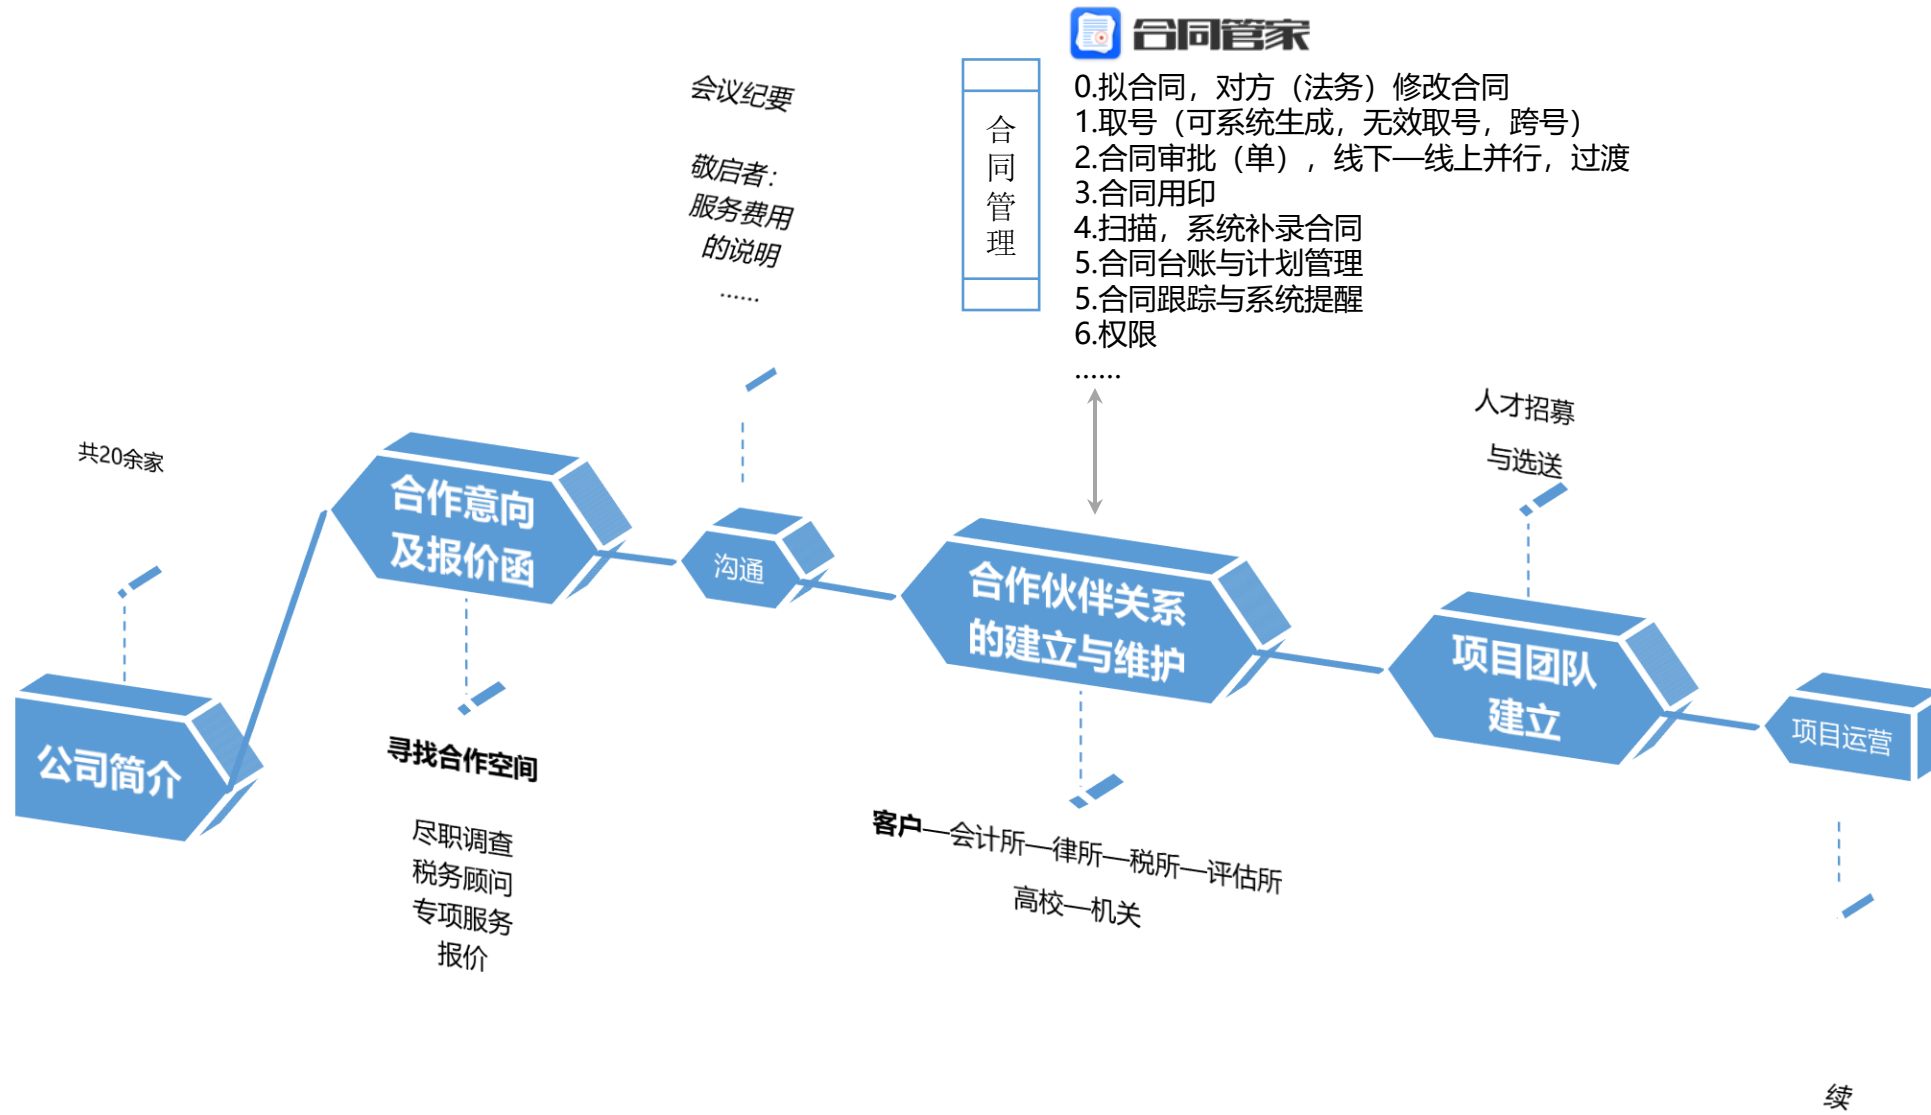 合同管家
0.拟合同，对方（法务）修改合同
1.取号（可系统生成，无效取号，跨号）
2.合同审批（单），线下—线上并行，过渡
3.合同用印
4.扫描，系统补录合同
5.合同台账与计划管理
5.合同跟踪与系统提醒
6.权限
……
合同管理
会议纪要
敬启者：
服务费用
的说明
……
共20余家
公司简介
合作意向
及报价函
寻找合作空间
尽职调查
税务顾问
专项服务
报价
沟通
合作伙伴关系
的建立与维护
客户—会计所—律所—税所—评估所
高校—机关
人才招募
与选送
项目团队
建立
项目运营
续